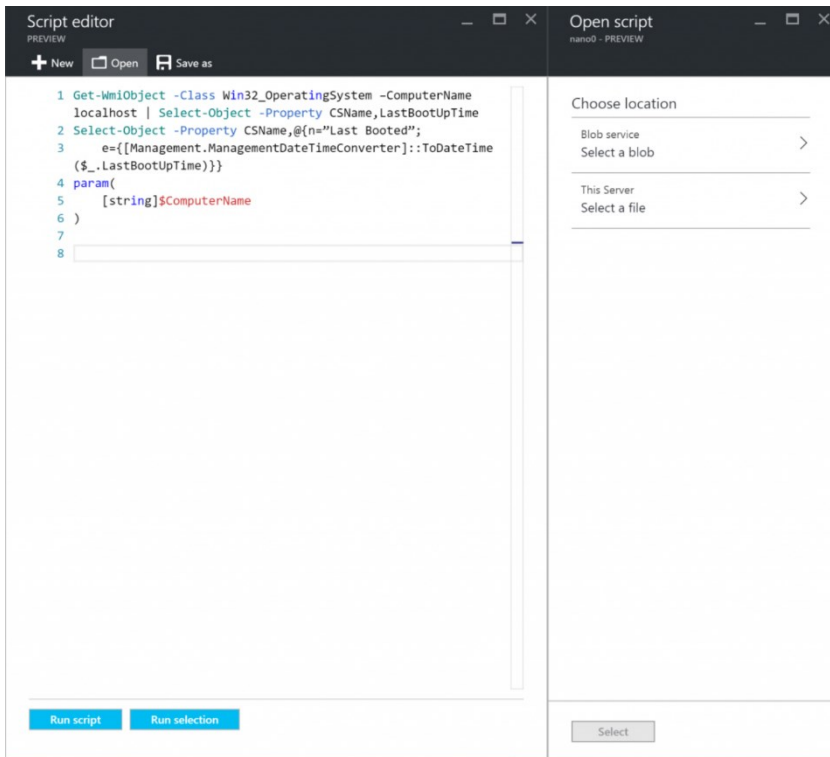 Script editor
PREVIEW
New Open Save as
1 Get-WmiObject -Class Win32_OperatingSystem –ComputerName
localhost | Select-Object -Property CSName,LastBootUpTime
2 Select-Object -Property CSName,@{n=”Last Booted”;
3 e={[Management.ManagementDateTimeConverter]::ToDateTime
($_.LastBootUpTime)}}
4 param(
5 [string]$ComputerName
6 )
7
8
Run script Run selection
Open script
nano0 - PREVIEW
Choose location
Blob service
Select a blob
This Server
Select a file
Select